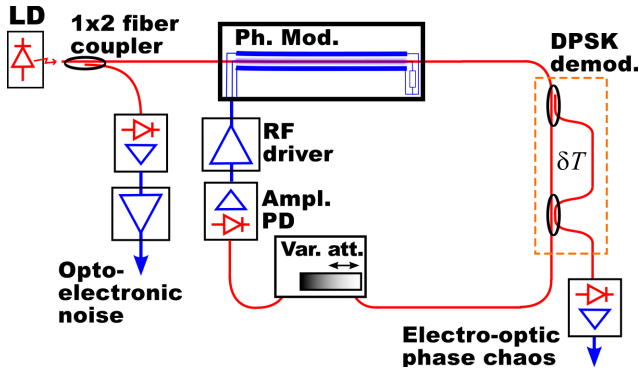 LD
1x2 fiber
coupler
Ph. Mod.
DPSK
demod.
RF
driver
δT
Ampl.
PD
Var. att.
Opto-
electronic
noise
Electro-optic
phase chaos